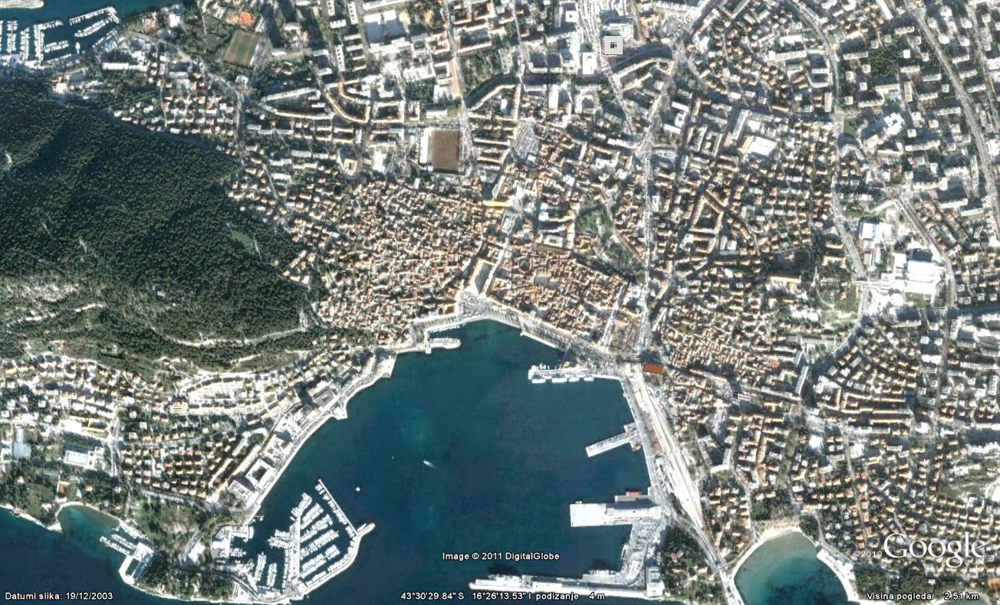 Image © 2011 DigitalGlobe
©2010 Google
Datumi slika: 19/12/2003
43°30'29.84" S 16°26'13.53" I podizanje 4 m
Visina pogleda 2.51 km